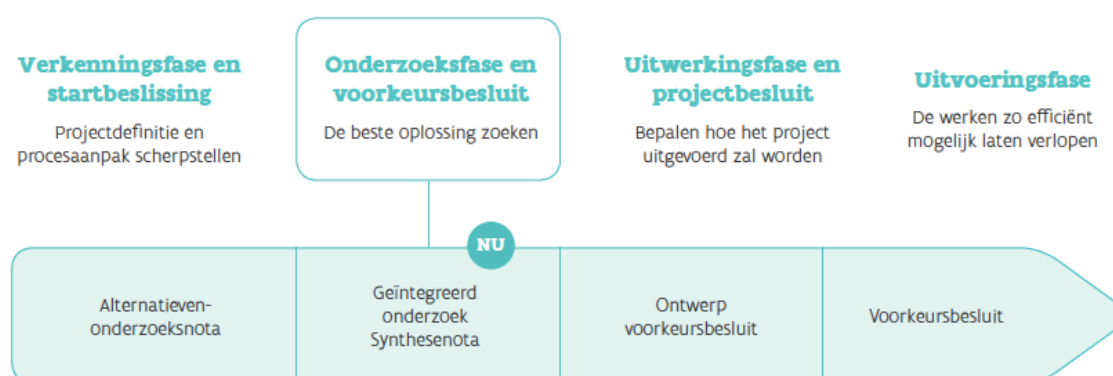 Verkenningsfase en
startbeslissing
Projectdefinitie en
procesaanpak scherpstellen
Onderzoeksfase en
voorkeursbesluit
De beste oplossing zoeken
Uitwerkingsfase en
projectbesluit
Bepalen hoe het project
uitgevoerd zal worden
Uitvoeringsfase
De werken zo efficiënt
mogelijk laten verlopen
NU
Alternatieven-
onderzoeksnota
Geïntegreerd
onderzoek
Synthesenota
Ontwerp
voorkeursbesluit
Voorkeursbesluit